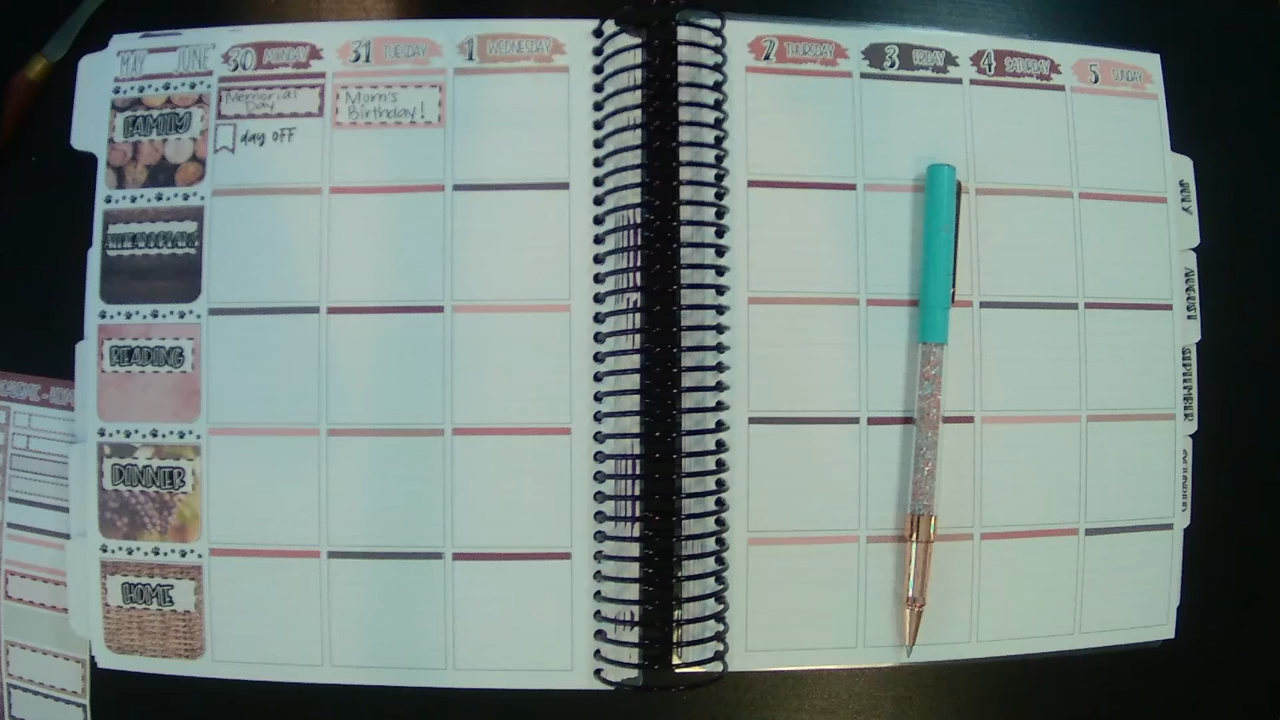 MAY JUNE
30 MONDAY
31 TUESDAY
1 WEDNESDAY
2 THURSDAY
3 FRIDAY
4 SATURDAY
5 SUNDAY
Memorial
Day
Mom's
Birthday!
day OFF
FAMILY
READING
DINNER
HOME
JULY
AUGUST
SEPTEMBER
OCTOBER